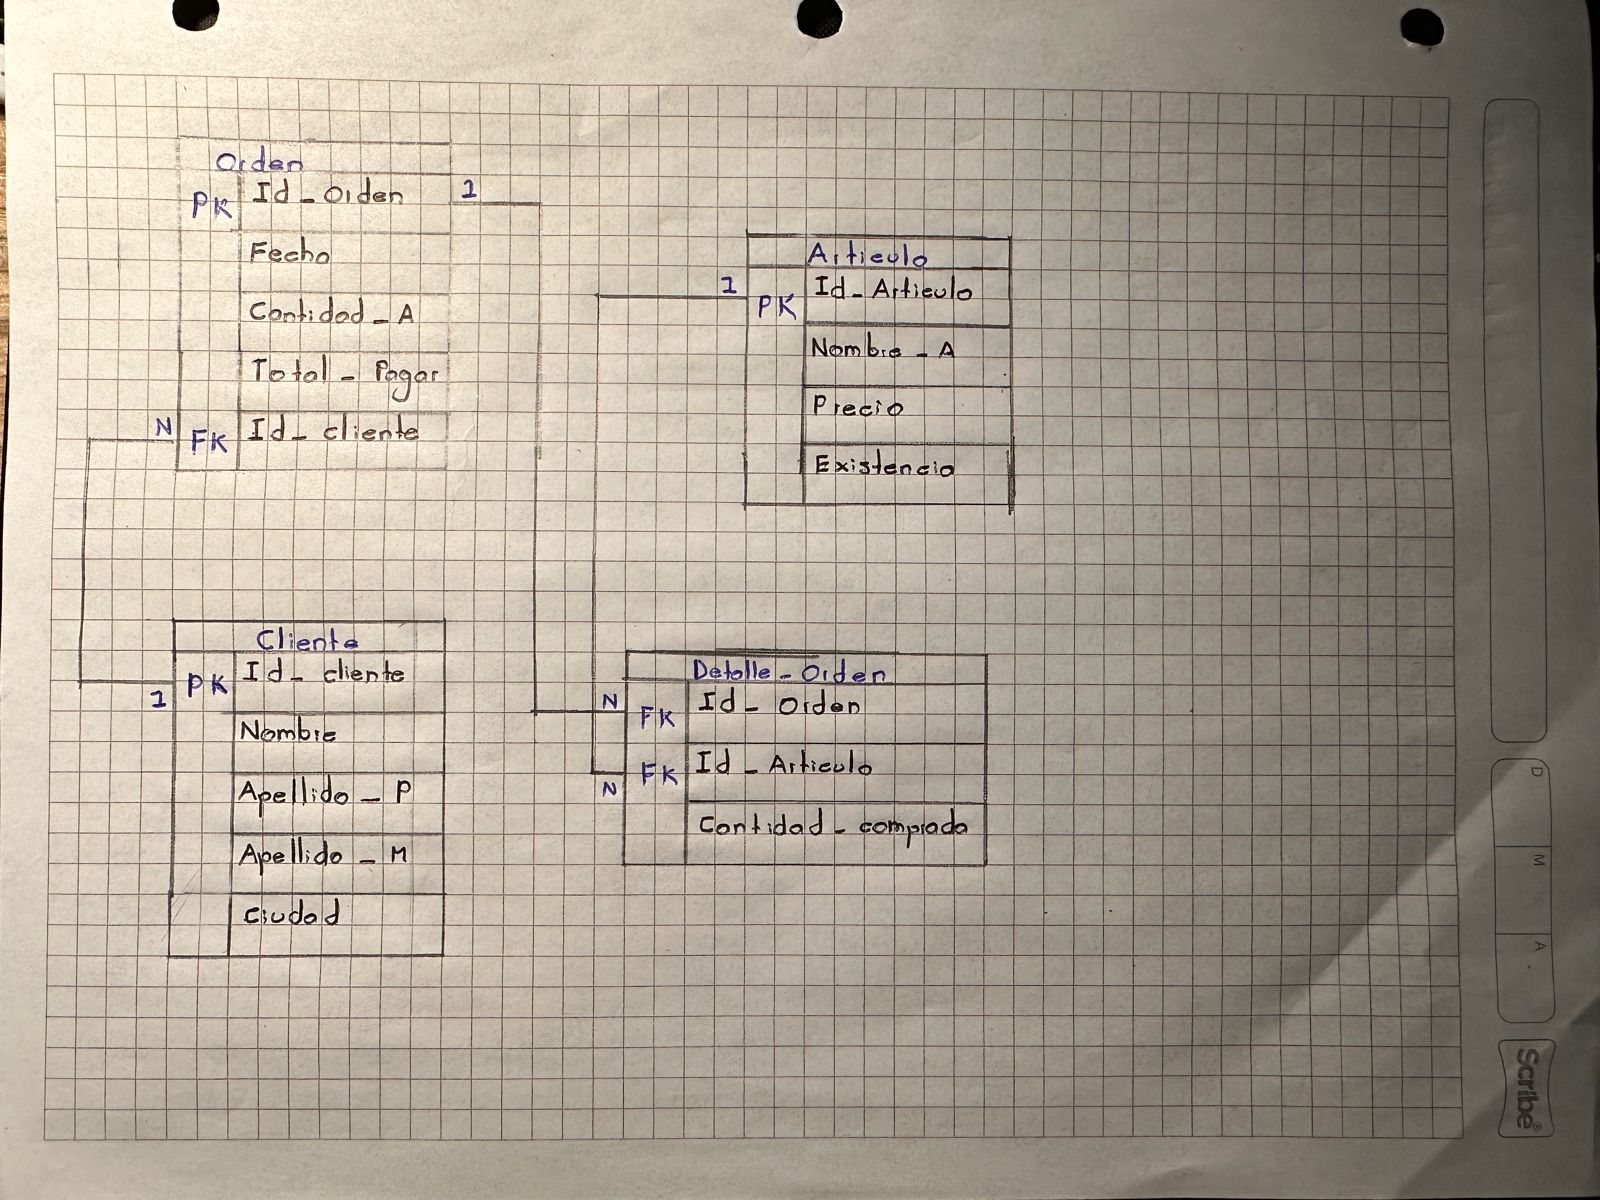 Orden
PK Id_Orden 1
Fecha
Cantidad_A
Total_Pagar
N FK Id_cliente
Articulo
1 PK Id_Articulo
Nombre_A
Precio
Existencia
Cliente
1 PK Id_cliente
Nombre
Apellido_P
Apellido_M
Ciudad
Detalle_Orden
N FK Id_Orden
N FK Id_Articulo
Cantidad_comprada
D
M
A
Scribe®